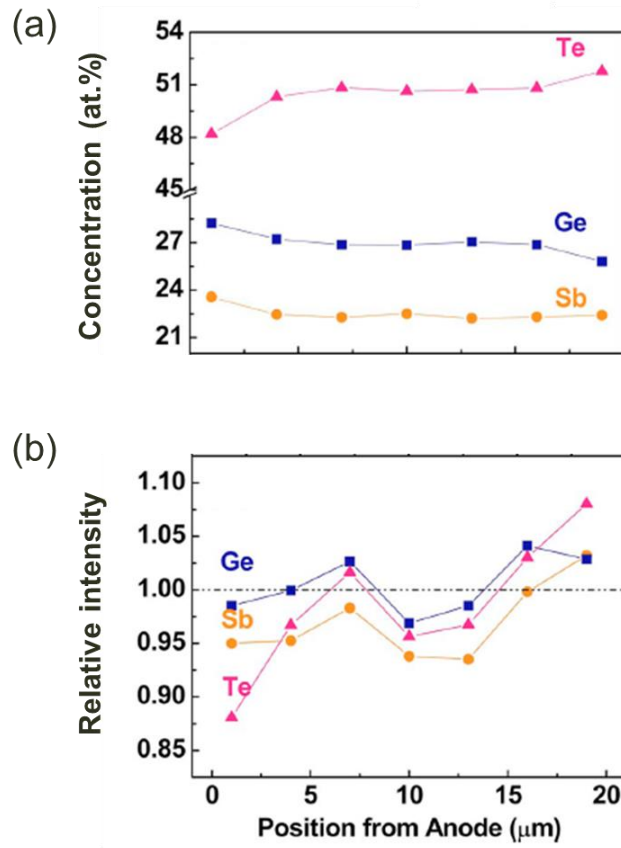 (a)
Concentration (at.%)
54
51
48
45
27
24
21
Te
Ge
Sb
(b)
Relative intensity
1.10
1.05
1.00
0.95
0.90
0.85
Ge
Sb
Te
0 5 10 15 20
Position from Anode (μm)